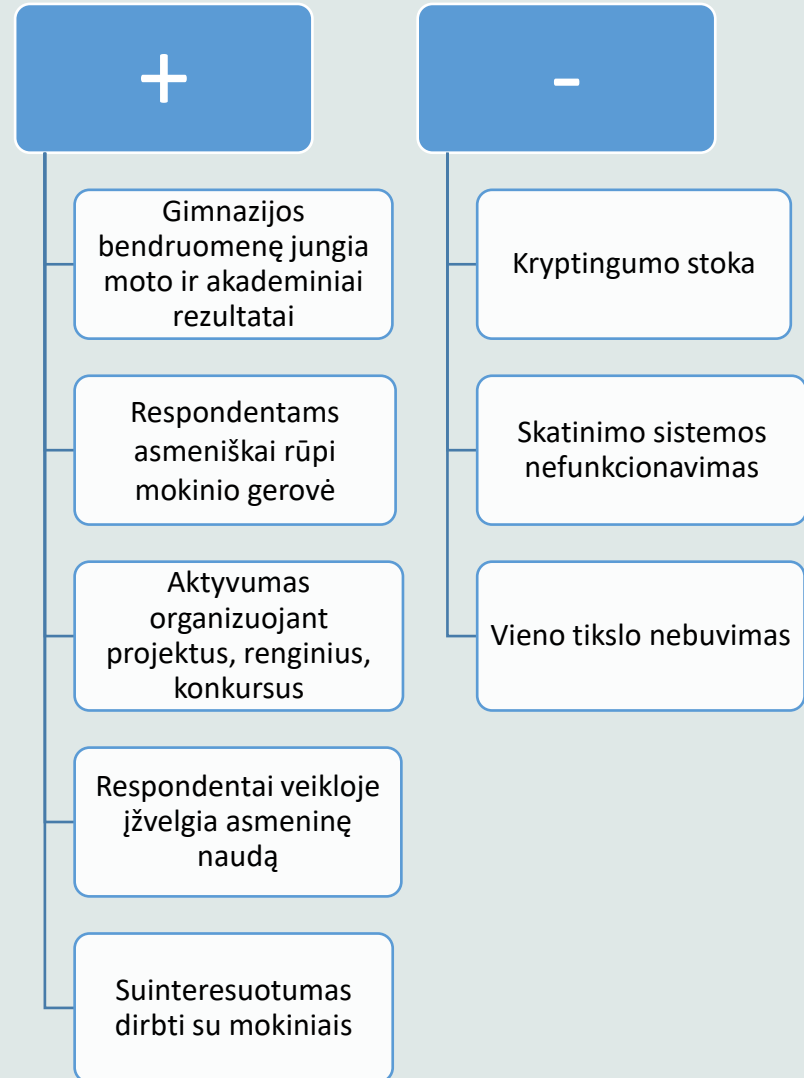 +
Gimnazijos
bendruomenę jungia
moto ir akademiniai
rezultatai
Respondentams
asmeniškai rūpi
mokinio gerovė
Aktyvumas
organizuojant
projektus, renginius,
konkursus
Respondentai veikloje
įžvelgia asmeninę
naudą
Suinteresuotumas
dirbti su mokiniais
-
Kryptingumo stoka
Skatinimo sistemos
nefunkcionavimas
Vieno tikslo nebuvimas